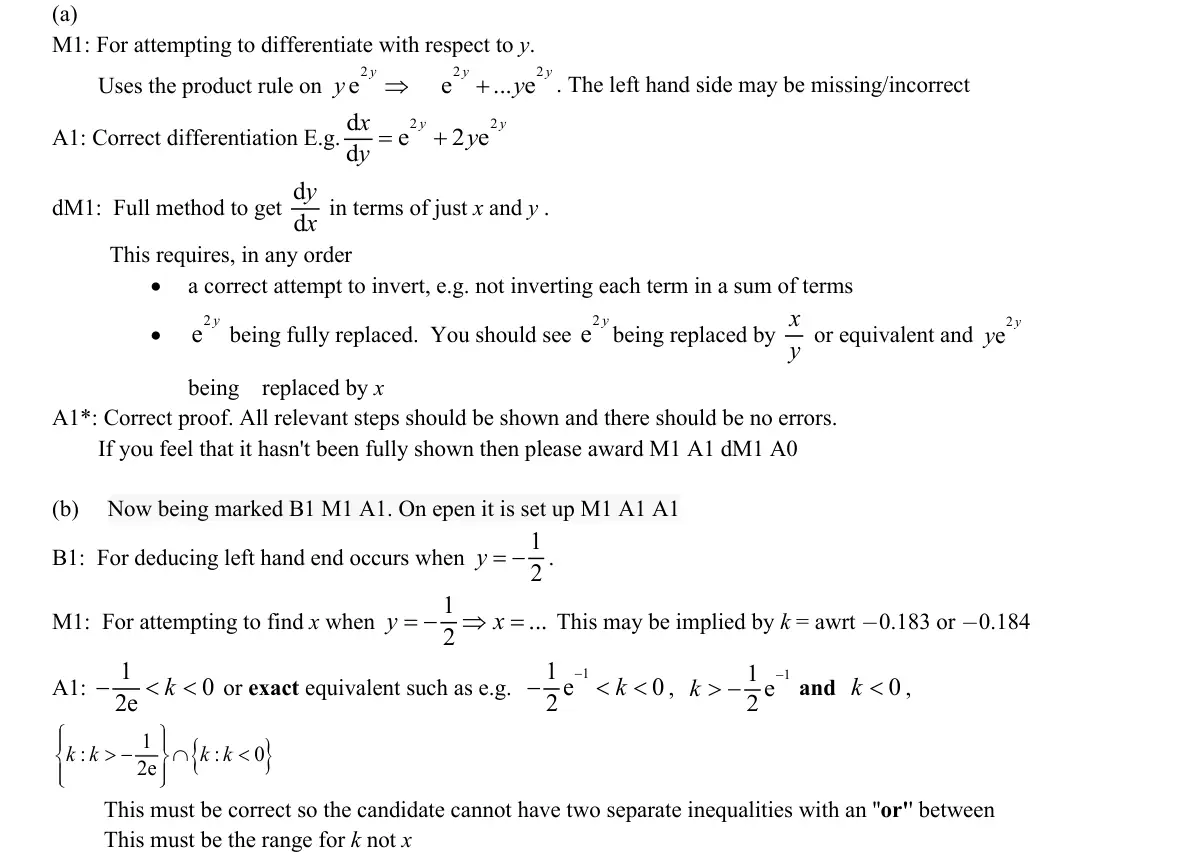 (a)
M1: For attempting to differentiate with respect to y.
Uses the product rule on ye^{2y} ⇒ e^{2y} + ...ye^{2y}. The left hand side may be missing/incorrect
A1: Correct differentiation E.g. dx/dy = e^{2y} + 2ye^{2y}
dM1: Full method to get dy/dx in terms of just x and y .
This requires, in any order
• a correct attempt to invert, e.g. not inverting each term in a sum of terms
• e^{2y} being fully replaced. You should see e^{2y} being replaced by x/y or equivalent and ye^{2y}
being replaced by x
A1*: Correct proof. All relevant steps should be shown and there should be no errors.
If you feel that it hasn't been fully shown then please award M1 A1 dM1 A0
(b) Now being marked B1 M1 A1. On epen it is set up M1 A1 A1
B1: For deducing left hand end occurs when y = −1/2.
M1: For attempting to find x when y = −1/2 ⇒ x = ... This may be implied by k = awrt −0.183 or −0.184
A1: −1/2e < k < 0 or exact equivalent such as e.g. −1/2 e^{−1} < k < 0, k > −1/2 e^{−1} and k < 0,
{k : k > −1/2e} ∩ {k : k < 0}
This must be correct so the candidate cannot have two separate inequalities with an "or" between
This must be the range for k not x